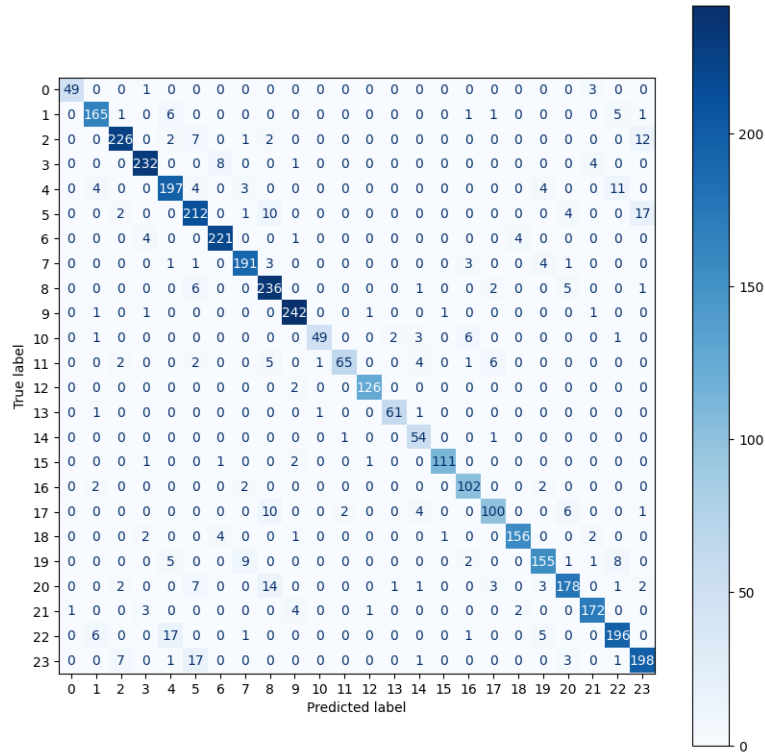 0 49 0 0 1 0 0 0 0 0 0 0 0 0 0 0 0 0 0 0 0 0 3 0 0
1 0 165 1 0 6 0 0 0 0 0 0 0 0 0 0 0 1 1 0 0 0 0 5 1
2 0 0 226 0 2 7 0 1 2 0 0 0 0 0 0 0 0 0 0 0 0 0 0 12
3 0 0 0 232 0 0 8 0 0 1 0 0 0 0 0 0 0 0 0 0 0 4 0 0
4 0 4 0 0 197 4 0 3 0 0 0 0 0 0 0 0 0 0 0 4 0 0 11 0
5 0 0 2 0 0 212 0 1 10 0 0 0 0 0 0 0 0 0 0 0 4 0 0 17
6 0 0 0 4 0 0 221 0 0 1 0 0 0 0 0 0 0 0 4 0 0 0 0 0
7 0 0 0 0 1 1 0 191 3 0 0 0 0 0 0 0 3 0 0 4 1 0 0 0
8 0 0 0 0 0 6 0 0 236 0 0 0 0 0 1 0 0 2 0 0 5 0 0 1
9 0 1 0 1 0 0 0 0 0 242 0 0 1 0 0 1 0 0 0 0 0 1 0 0
10 0 1 0 0 0 0 0 0 0 0 49 0 0 2 3 0 6 0 0 0 0 0 1 0
11 0 0 2 0 0 2 0 0 5 0 1 65 0 0 4 0 1 6 0 0 0 0 0 0
12 0 0 0 0 0 0 0 0 0 2 0 0 126 0 0 0 0 0 0 0 0 0 0 0
13 0 1 0 0 0 0 0 0 0 0 1 0 0 61 1 0 0 0 0 0 0 0 0 0
14 0 0 0 0 0 0 0 0 0 0 0 1 0 0 54 0 0 1 0 0 0 0 0 0
15 0 0 0 1 0 0 1 0 0 2 0 0 1 0 0 111 0 0 0 0 0 0 0 0
16 0 2 0 0 0 0 0 2 0 0 0 0 0 0 0 0 102 0 0 2 0 0 0 0
17 0 0 0 0 0 0 0 0 10 0 0 2 0 0 4 0 0 100 0 0 6 0 0 1
18 0 0 0 2 0 0 4 0 0 1 0 0 0 0 0 1 0 0 156 0 0 2 0 0
19 0 0 0 0 5 0 0 9 0 0 0 0 0 0 0 0 2 0 0 155 1 1 8 0
20 0 0 2 0 0 7 0 0 14 0 0 0 0 1 1 0 0 3 0 3 178 0 1 2
21 1 0 0 3 0 0 0 0 0 4 0 0 1 0 0 0 0 0 2 0 0 172 0 0
22 0 6 0 0 17 0 0 1 0 0 0 0 0 0 0 0 1 0 0 5 0 0 196 0
23 0 0 7 0 1 17 0 0 0 0 0 0 0 0 1 0 0 0 0 0 3 0 1 198
0 1 2 3 4 5 6 7 8 9 10 11 12 13 14 15 16 17 18 19 20 21 22 23
Predicted label
True label
200
150
100
50
0